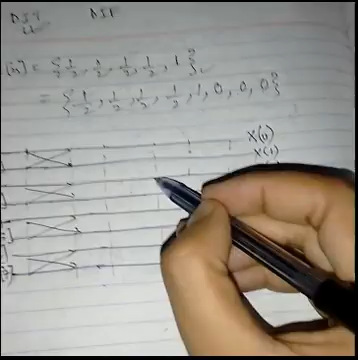 DIT DIF
[n] = { 1/2, 1/2, 1/2, 1/2, 1 }
= { 1/2, 1/2, 1/2, 1/2, 1, 0, 0, 0 }
X(0)
X(1)